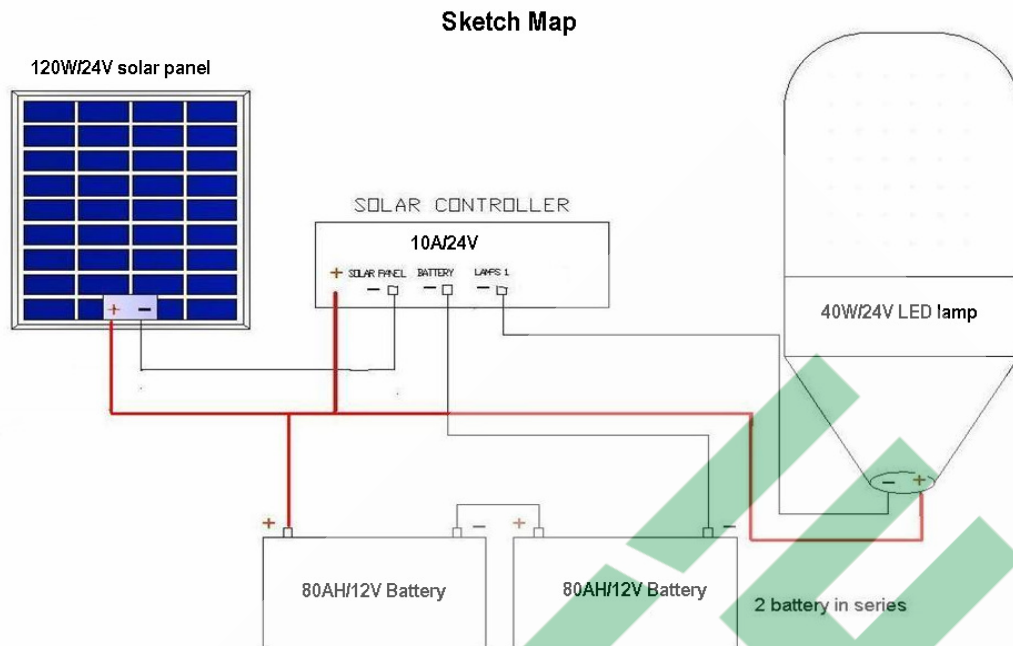 Sketch Map
120W/24V solar panel
+ −
SOLAR CONTROLLER
10A/24V
+ SOLAR PANEL BATTERY LAMPS 1
− − −
40W/24V LED lamp
− +
+ − + −
80AH/12V Battery
80AH/12V Battery
2 battery in series